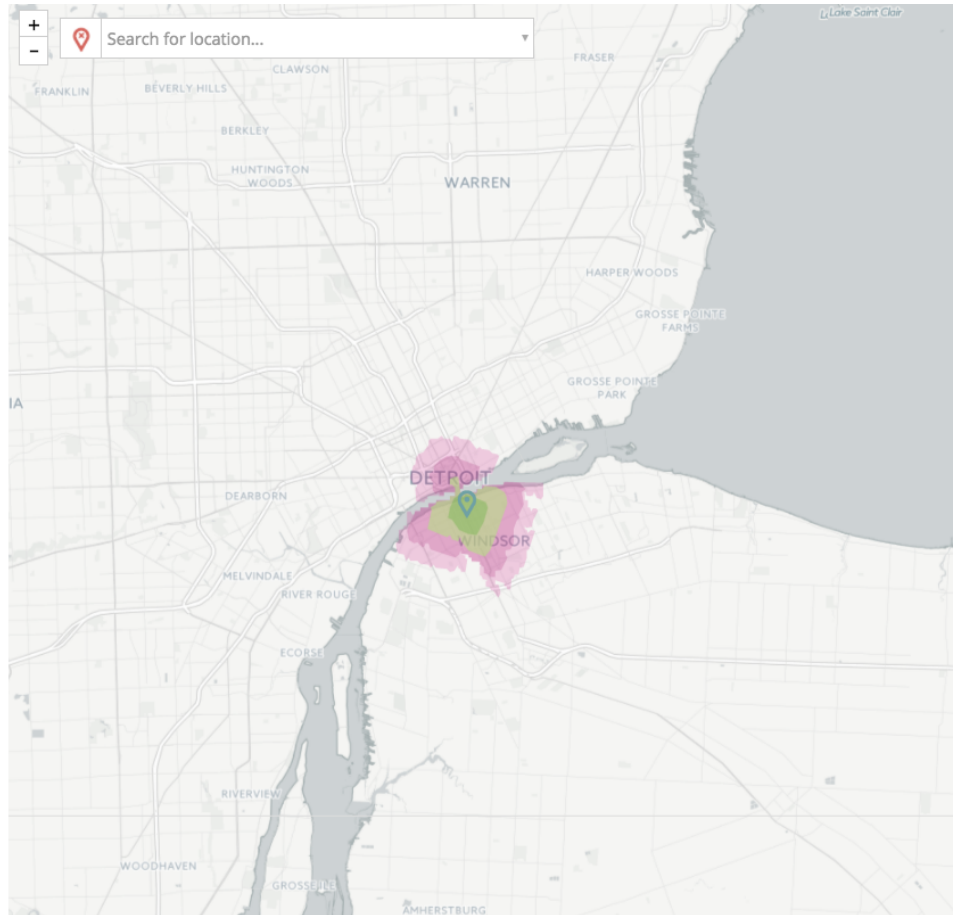 +
Lake Saint Clair
Search for location...
-
CLAWSON
FRASER
FRANKLIN
BEVERLY HILLS
BERKLEY
HUNTINGTON
WOODS
WARREN
HARPER WOODS
GROSSE POINTE
FARMS
GROSSE POINTE
PARK
IA
DETROIT
DEARBORN
WINDSOR
MELVINDALE
RIVER ROUGE
ECORSE
RIVERVIEW
WOODHAVEN
GROSSE ILE
AMHERSTBURG